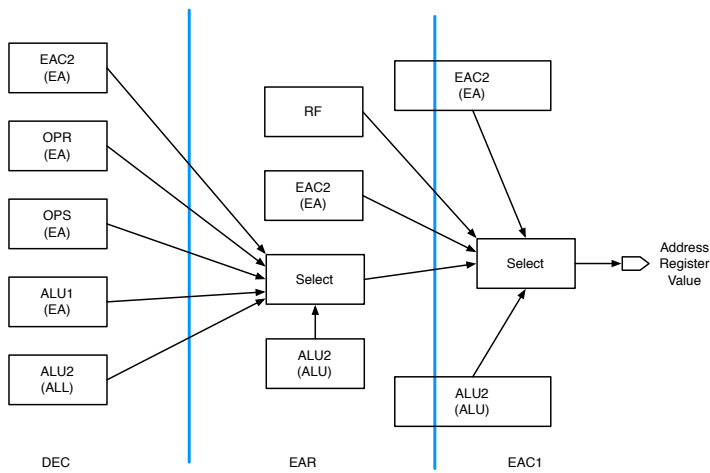 EAC2
(EA)
OPR
(EA)
OPS
(EA)
ALU1
(EA)
ALU2
(ALL)
DEC
RF
EAC2
(EA)
Select
ALU2
(ALU)
EAR
EAC2
(EA)
Select
ALU2
(ALU)
EAC1
Address
Register
Value